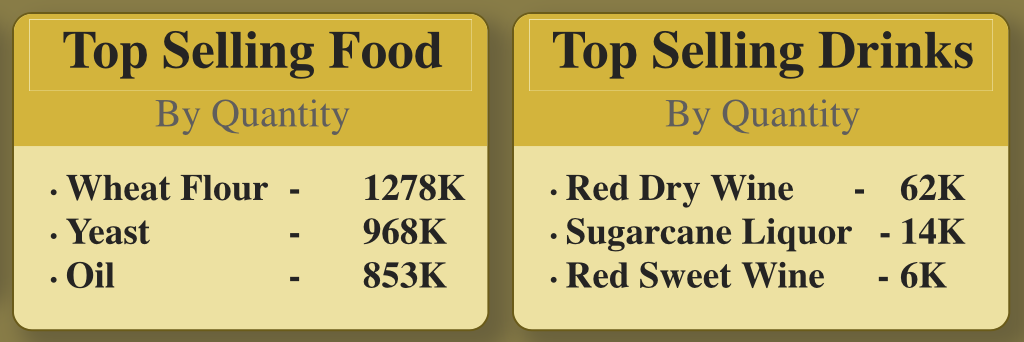 Top Selling Food
By Quantity
· Wheat Flour - 1278K
· Yeast - 968K
· Oil - 853K
Top Selling Drinks
By Quantity
· Red Dry Wine - 62K
· Sugarcane Liquor - 14K
· Red Sweet Wine - 6K